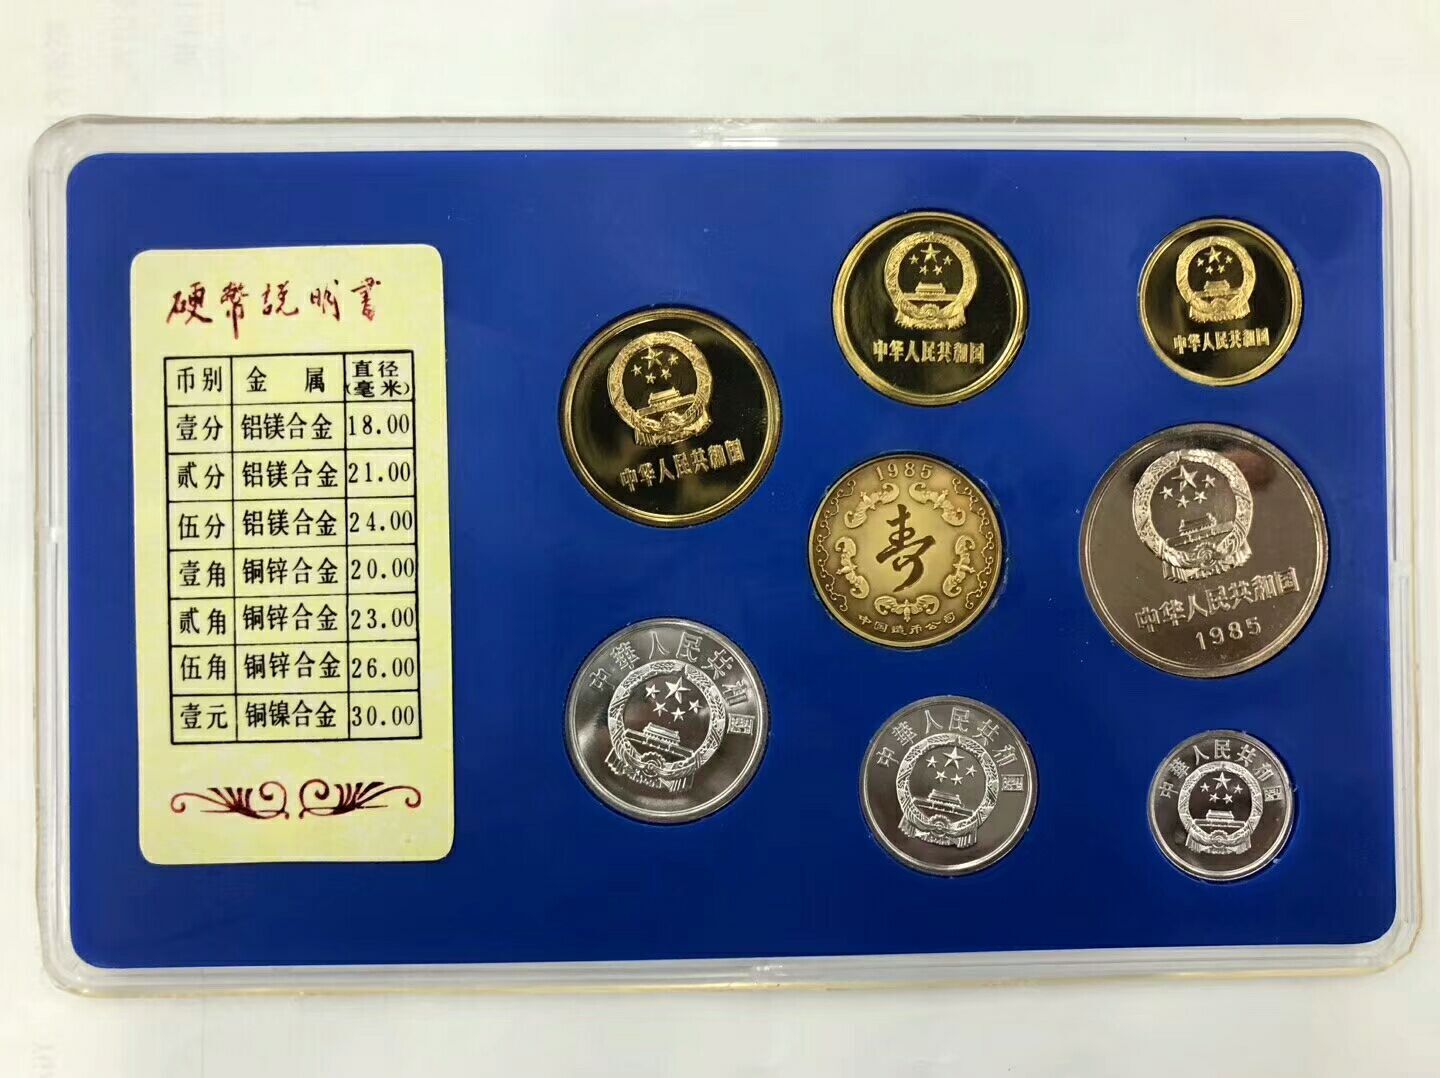 硬幣説明書
币别 金属 直径(毫米)
壹分 铝镁合金 18.00
贰分 铝镁合金 21.00
伍分 铝镁合金 24.00
壹角 铜锌合金 20.00
贰角 铜锌合金 23.00
伍角 铜锌合金 26.00
壹元 铜镍合金 30.00
中华人民共和国
中华人民共和国
中华人民共和国
1985
寿
中国造币公司
中华人民共和国
1985
中華人民共和国
中華人民共和国
中華人民共和国